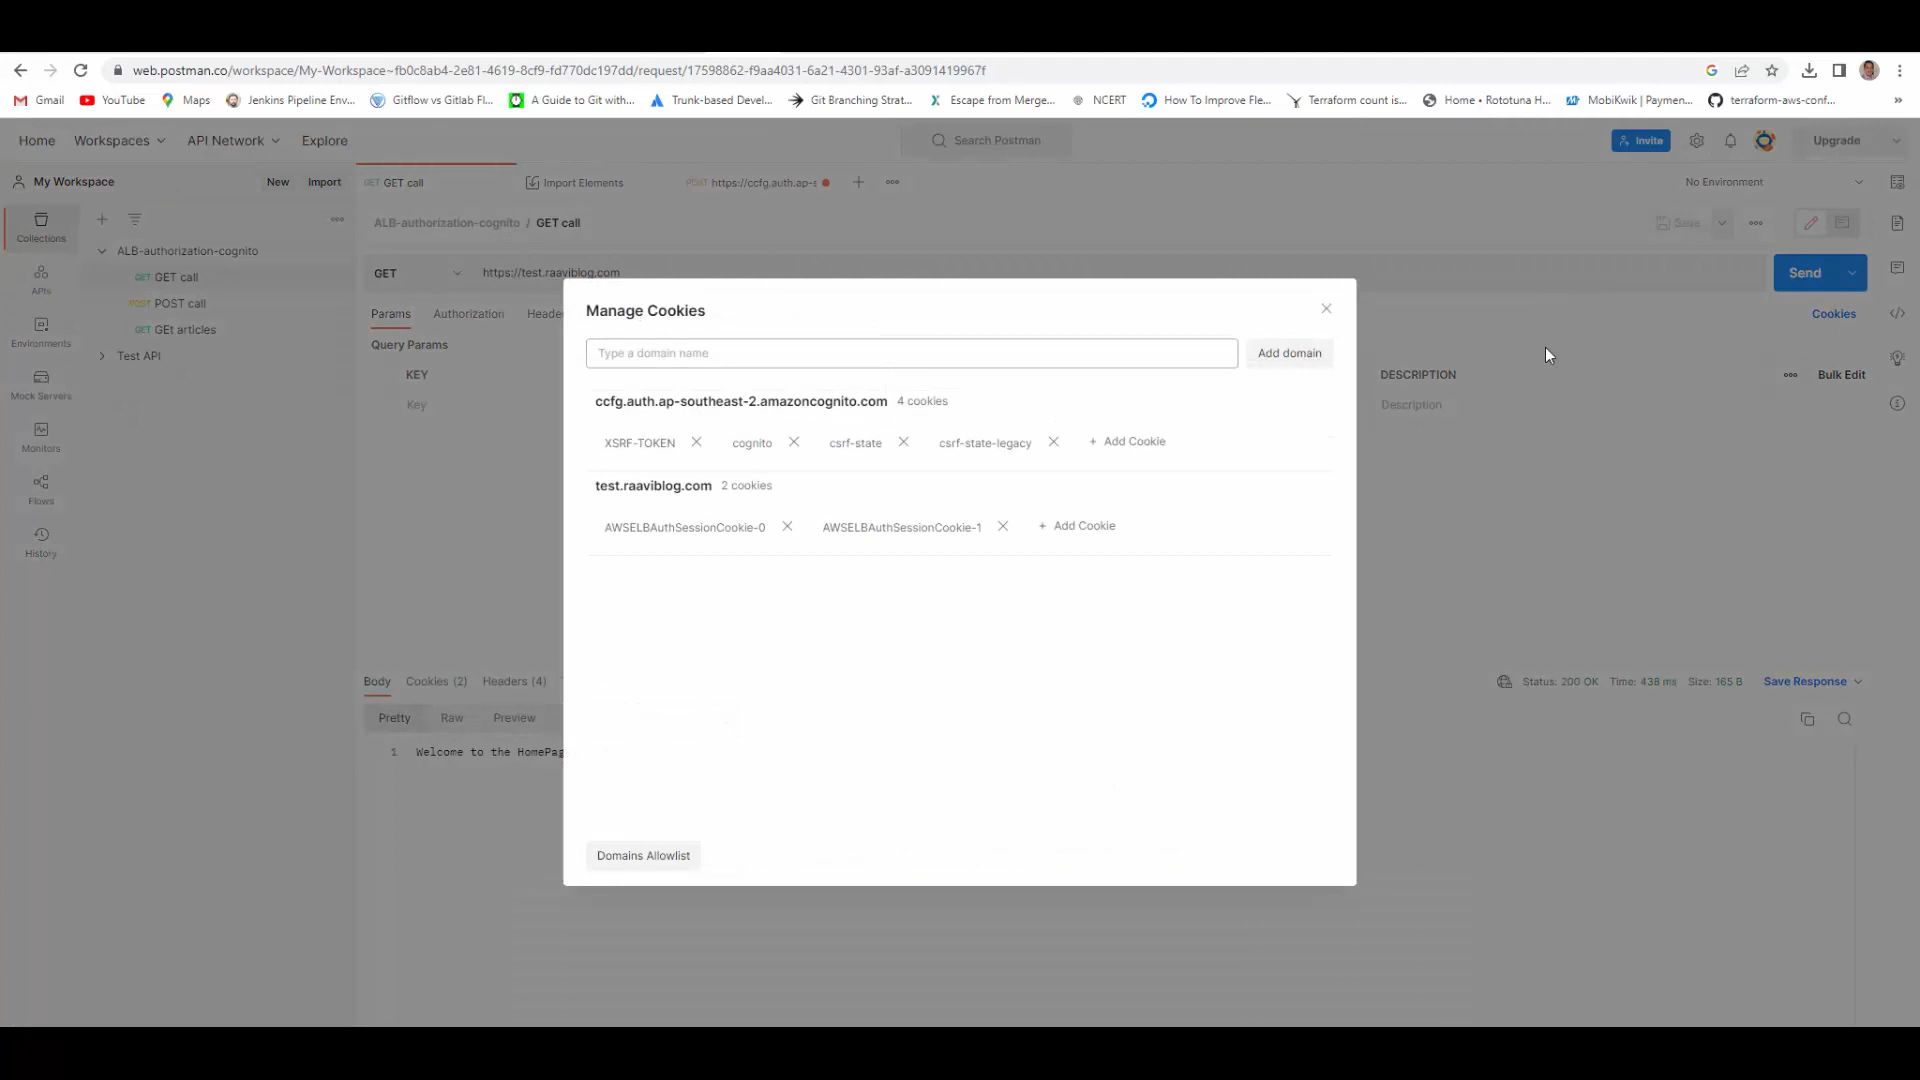 web.postman.co/workspace/My-Workspace~fb0c8ab4-2e81-4619-8cf9-fd770dc197dd/request/17598862-f9aa4031-6a21-4301-93af-a3091419967f
Gmail YouTube Maps Jenkins Pipeline Env... Gitflow vs Gitlab Fl... A Guide to Git with... Trunk-based Devel... Git Branching Strat... Escape from Merge... NCERT How To Improve Fle... Terraform count is... Home • Rototuna H... MobiKwik | Paymen... terraform-aws-conf... »
Home Workspaces API Network Explore Search Postman Invite Upgrade
My Workspace New Import GET GET call Import Elements POST https://ccfg.auth.ap-s No Environment
Collections ALB-authorization-cognito / GET call Save
ALB-authorization-cognito
GET GET call GET https://test.raaviblog.com Send
APIs
POST POST call
Params Authorization Heade Cookies
Environments GET GEt articles
Query Params
Test API
KEY DESCRIPTION Bulk Edit
Mock Servers
Key Description
Monitors
Flows
History
Manage Cookies
Type a domain name Add domain
ccfg.auth.ap-southeast-2.amazoncognito.com 4 cookies
XSRF-TOKEN cognito csrf-state csrf-state-legacy + Add Cookie
test.raaviblog.com 2 cookies
AWSELBAuthSessionCookie-0 AWSELBAuthSessionCookie-1 + Add Cookie
Domains Allowlist
Body Cookies (2) Headers (4) Status: 200 OK Time: 438 ms Size: 165 B Save Response
Pretty Raw Preview
1 Welcome to the HomePag